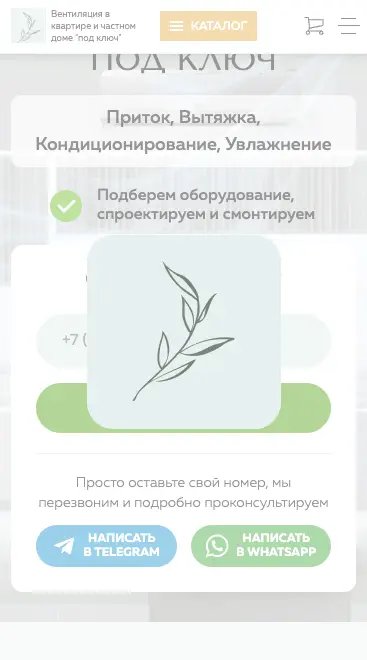 Вентиляция в
квартире и частном
доме "под ключ"
КАТАЛОГ
ПОД КЛЮЧ
Приток, Вытяжка,
Кондиционирование, Увлажнение
Подберем оборудование,
спроектируем и смонтируем
+7 (
Просто оставьте свой номер, мы
перезвоним и подробно проконсультируем
НАПИСАТЬ
В TELEGRAM
НАПИСАТЬ
В WHATSAPP